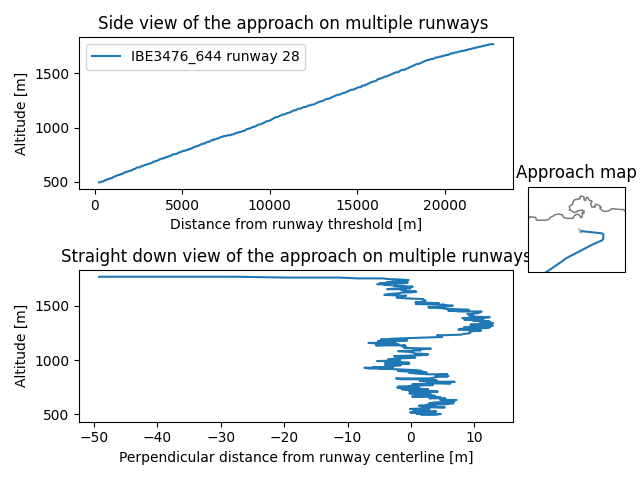 Side view of the approach on multiple runways
IBE3476_644 runway 28
Altitude [m]
1500
1000
500
0
5000
10000
15000
20000
Distance from runway threshold [m]
Approach map
Straight down view of the approach on multiple runways
Altitude [m]
1500
1000
500
−50
−40
−30
−20
−10
0
10
Perpendicular distance from runway centerline [m]